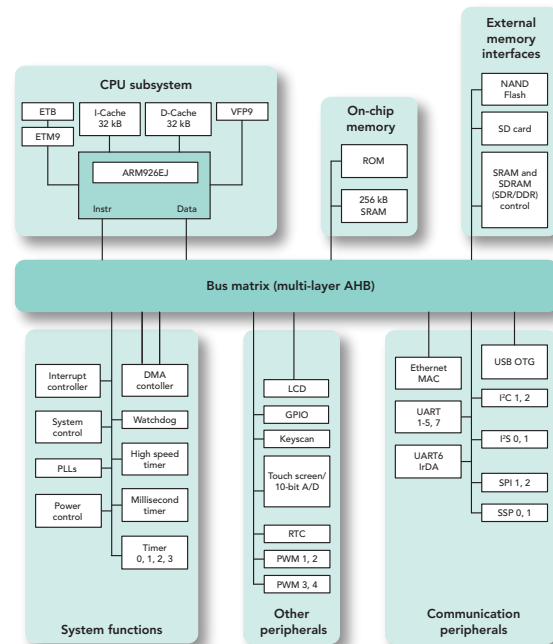 External
memory
interfaces
NAND
Flash
SD card
SRAM and
SDRAM
(SDR/DDR)
control
CPU subsystem
ETB
ETM9
I-Cache
32 kB
D-Cache
32 kB
VFP9
ARM926EJ
Instr
Data
On-chip
memory
ROM
256 kB
SRAM
Bus matrix (multi-layer AHB)
Interrupt
controller
System
control
PLLs
Power
control
DMA
contoller
Watchdog
High speed
timer
Millisecond
timer
Timer
0, 1, 2, 3
System functions
LCD
GPIO
Keyscan
Touch screen/
10-bit A/D
RTC
PWM 1, 2
PWM 3, 4
Other
peripherals
Ethernet
MAC
UART
1-5, 7
UART6
IrDA
USB OTG
I²C 1, 2
I²S 0, 1
SPI 1, 2
SSP 0, 1
Communication
peripherals